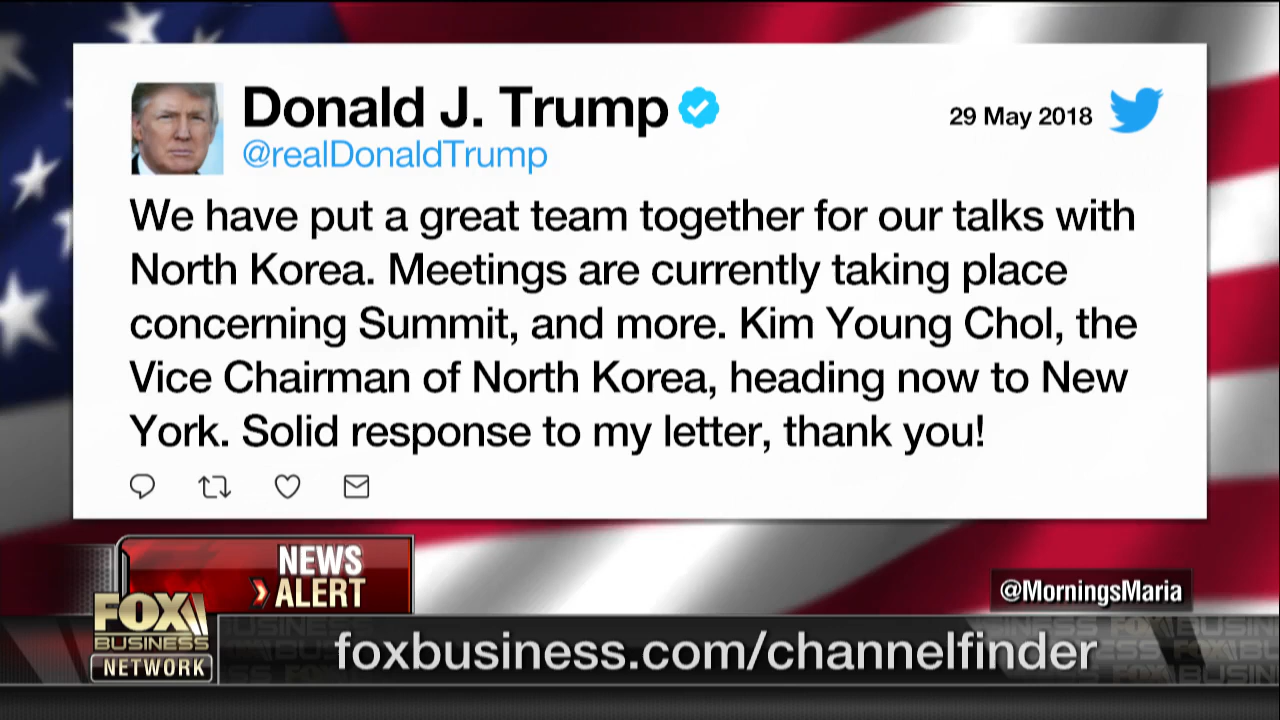 Donald J. Trump
@realDonaldTrump
29 May 2018
We have put a great team together for our talks with
North Korea. Meetings are currently taking place
concerning Summit, and more. Kim Young Chol, the
Vice Chairman of North Korea, heading now to New
York. Solid response to my letter, thank you!
NEWS
ALERT
@MorningsMaria
FOX
BUSINESS
NETWORK
foxbusiness.com/channelfinder